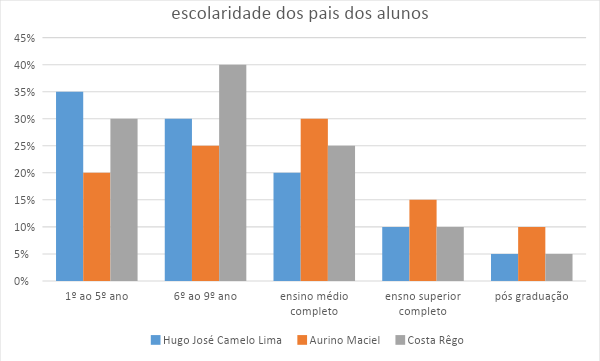 escolaridade dos pais dos alunos
45%
40%
35%
30%
25%
20%
15%
10%
5%
0%
1º ao 5º ano
6º ao 9º ano
ensino médio
completo
ensno superior
completo
pós graduação
Hugo José Camelo Lima
Aurino Maciel
Costa Rêgo